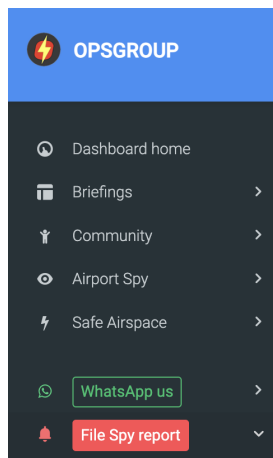 OPSGROUP
Dashboard home
Briefings
Community
Airport Spy
Safe Airspace
WhatsApp us
File Spy report